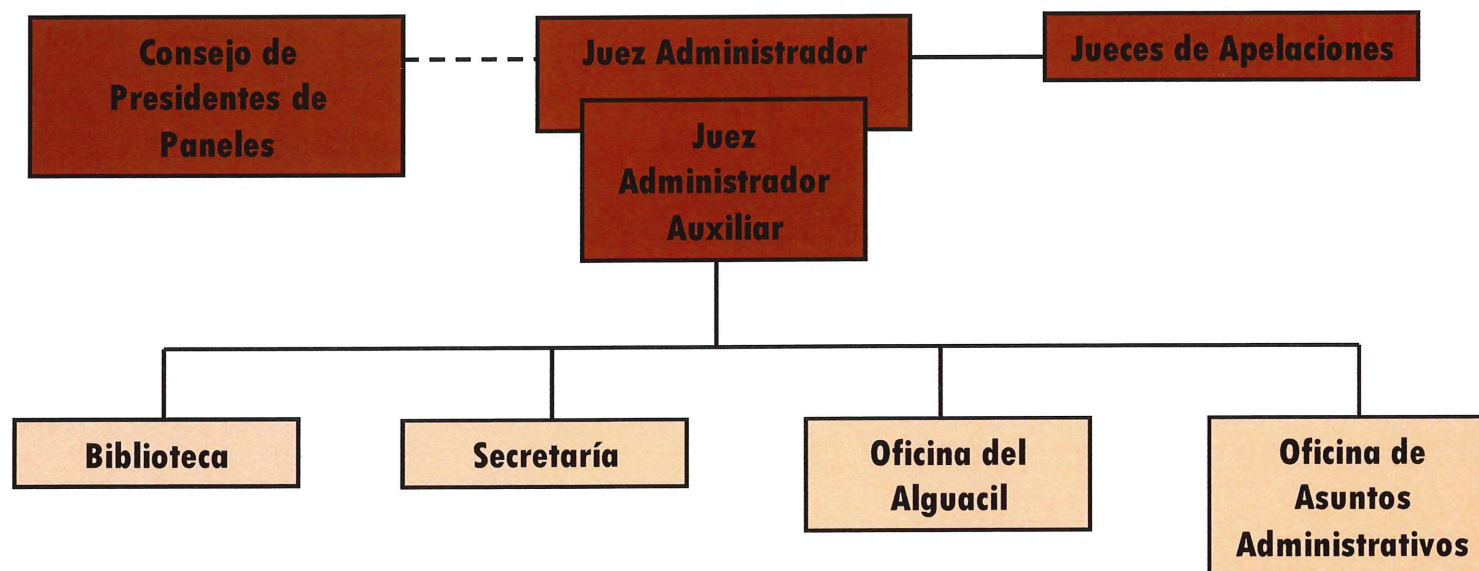 Consejo de
Presidentes de
Paneles
Juez Administrador
Jueces de Apelaciones
Juez
Administrador
Auxiliar
Biblioteca
Secretaría
Oficina del
Alguacil
Oficina de
Asuntos
Administrativos